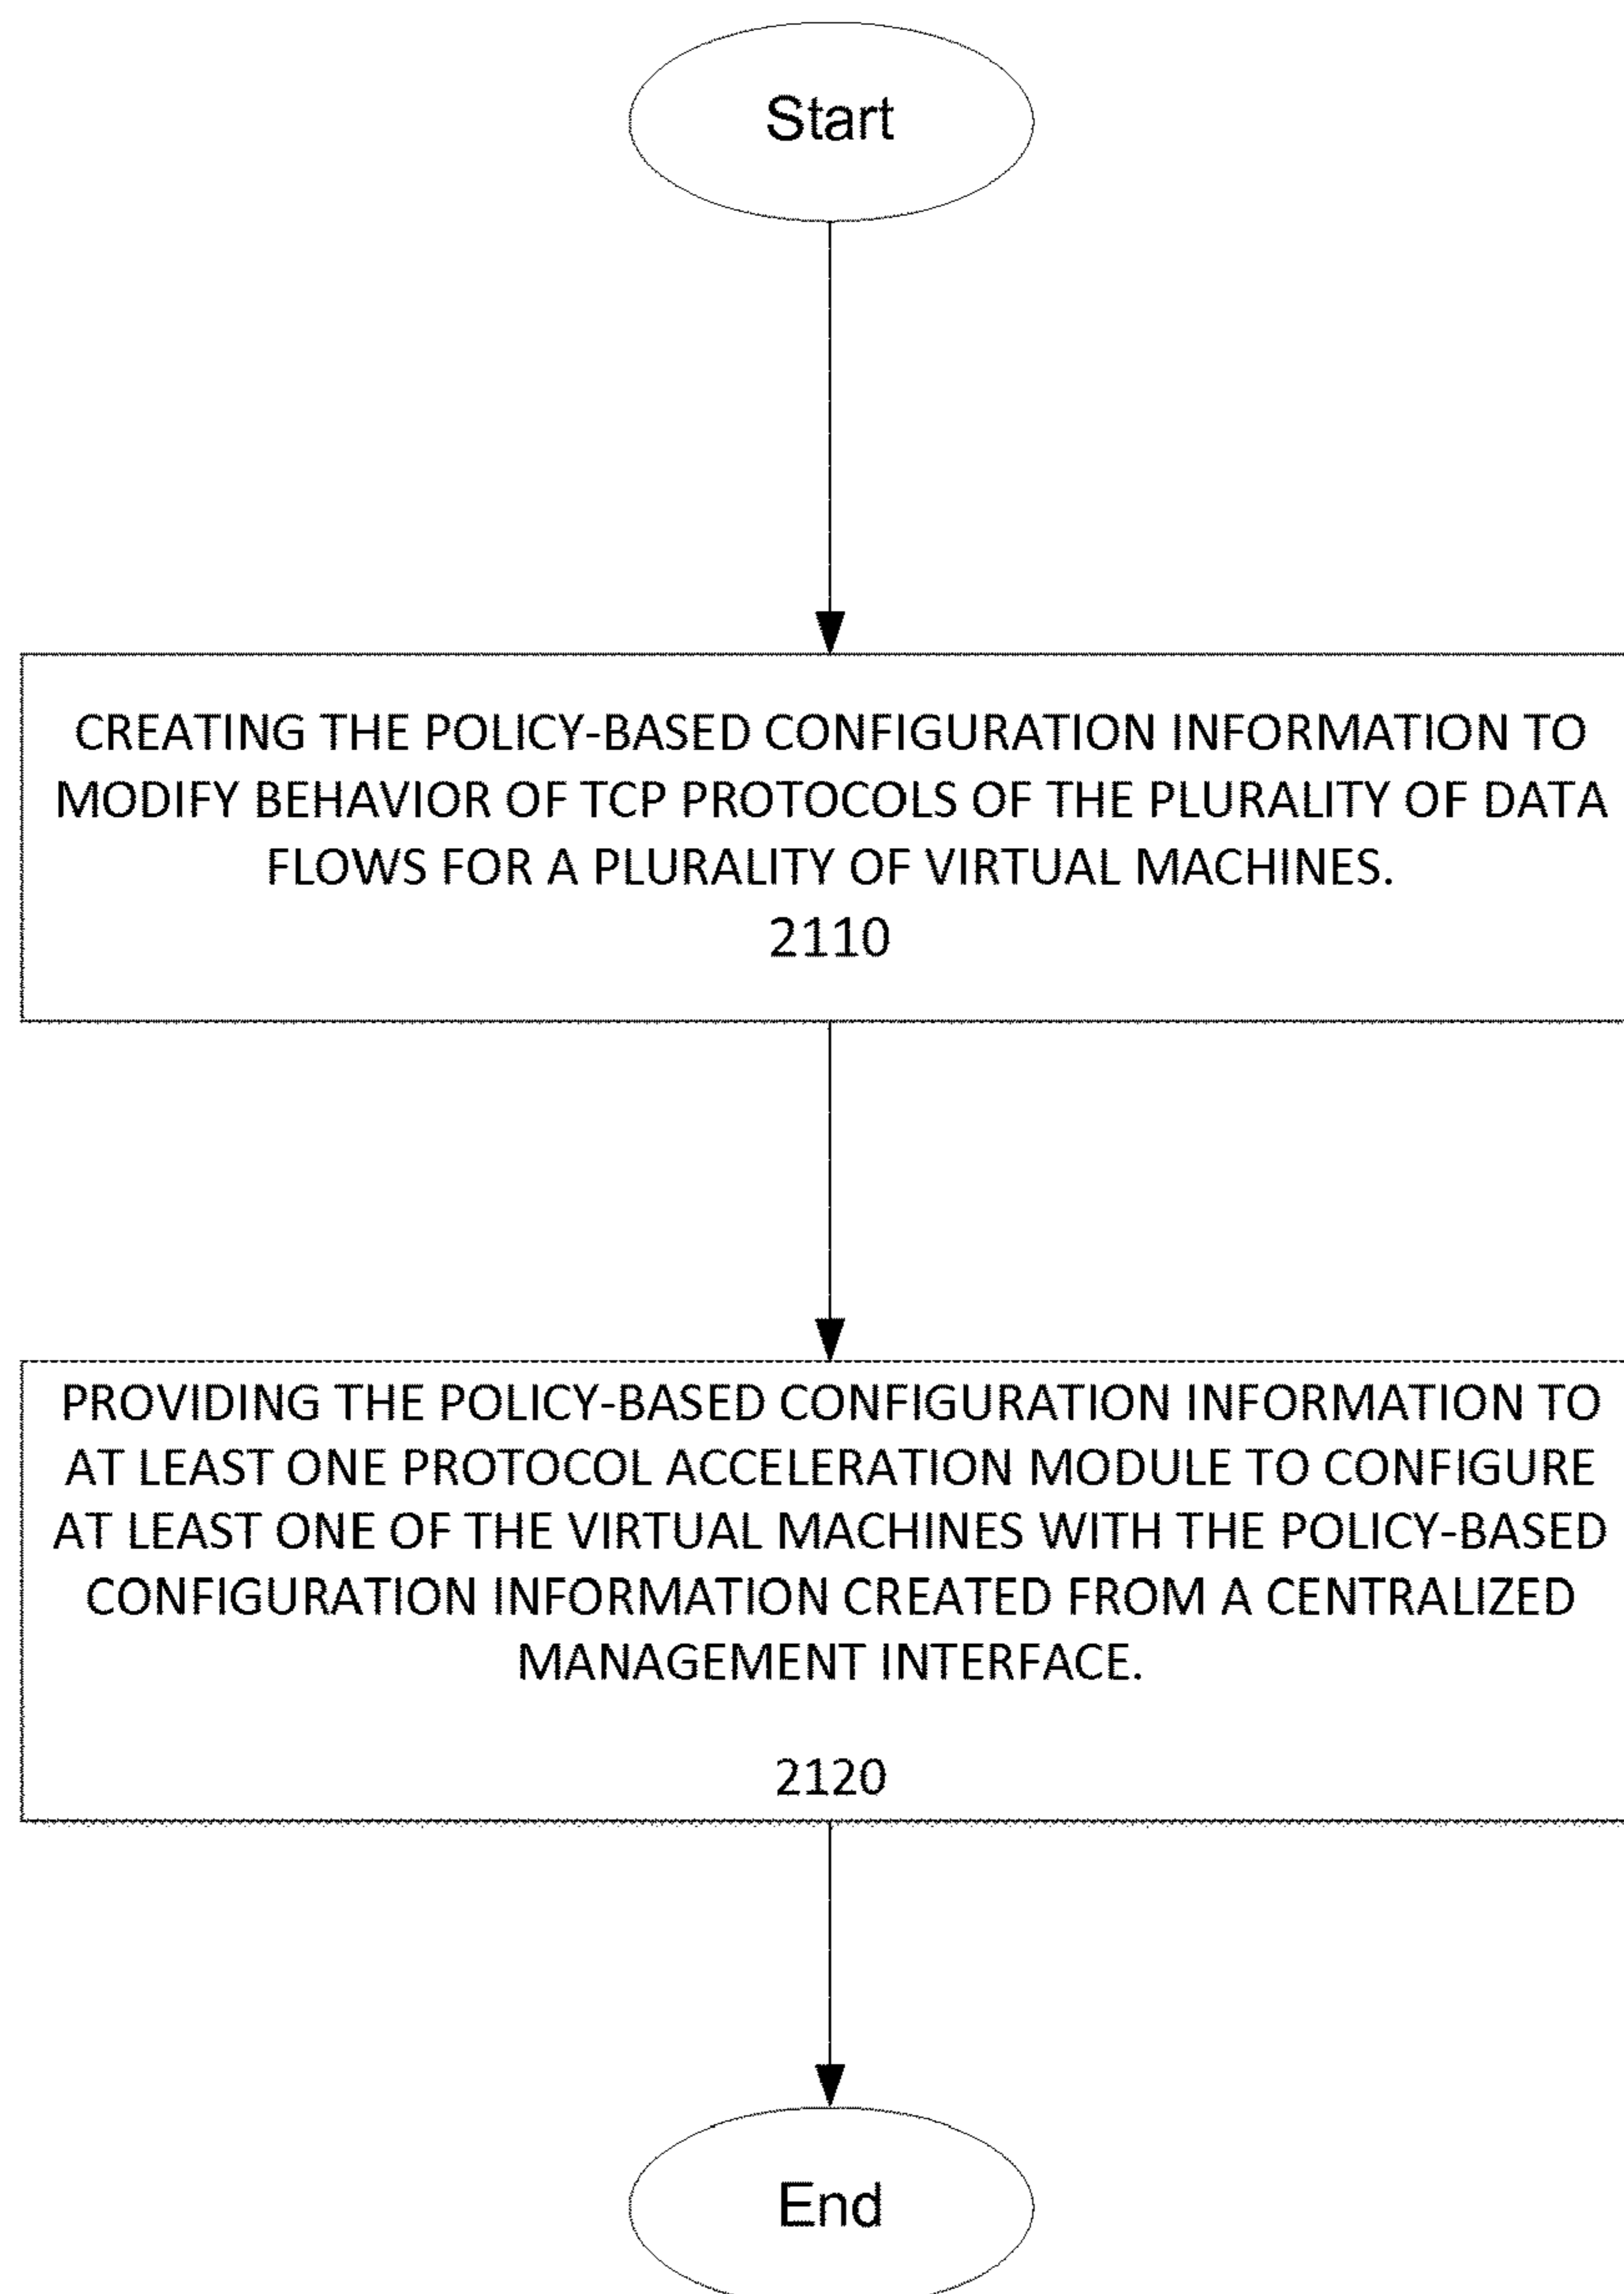 Start
CREATING THE POLICY-BASED CONFIGURATION INFORMATION TO
MODIFY BEHAVIOR OF TCP PROTOCOLS OF THE PLURALITY OF DATA
FLOWS FOR A PLURALITY OF VIRTUAL MACHINES.
2110
PROVIDING THE POLICY-BASED CONFIGURATION INFORMATION TO
AT LEAST ONE PROTOCOL ACCELERATION MODULE TO CONFIGURE
AT LEAST ONE OF THE VIRTUAL MACHINES WITH THE POLICY-BASED
CONFIGURATION INFORMATION CREATED FROM A CENTRALIZED
MANAGEMENT INTERFACE.
2120
End